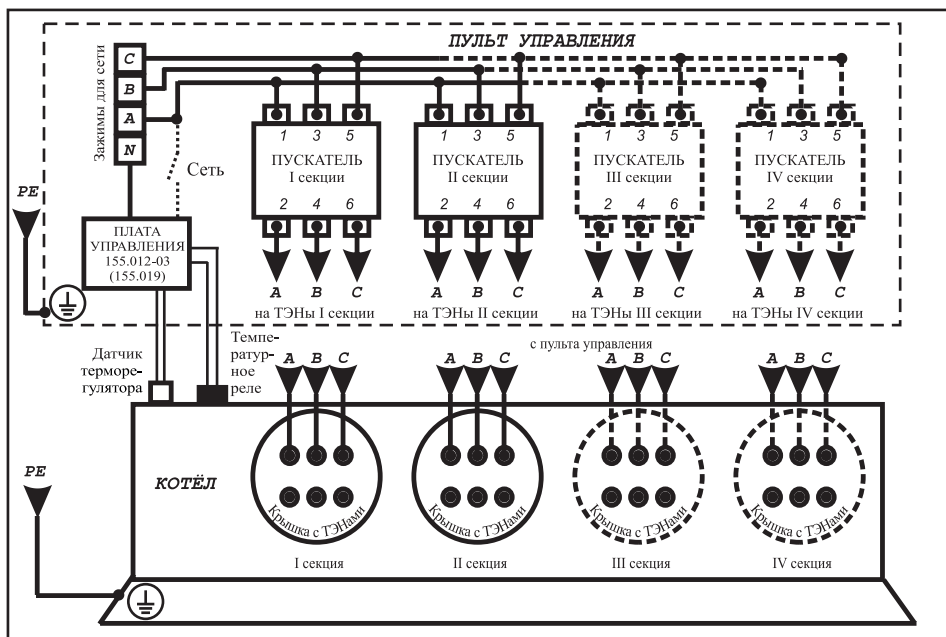 ПУЛЬТ УПРАВЛЕНИЯ
Зажимы для сети
C
B
A
N
Сеть
PE
1 3 5
ПУСКАТЕЛЬ
I секции
2 4 6
A B C
на ТЭНы I секции
1 3 5
ПУСКАТЕЛЬ
II секции
2 4 6
A B C
на ТЭНы II секции
1 3 5
ПУСКАТЕЛЬ
III секции
2 4 6
A B C
на ТЭНы III секции
1 3 5
ПУСКАТЕЛЬ
IV секции
2 4 6
A B C
на ТЭНы IV секции
ПЛАТА
УПРАВЛЕНИЯ
155.012-03
(155.019)
Датчик
терморе-
гулятора
Темпе-
ратур-
ное
реле
с пульта управления
A B C
A B C
A B C
A B C
PE
КОТЁЛ
Крышка с ТЭНами
Крышка с ТЭНами
Крышка с ТЭНами
Крышка с ТЭНами
I секция
II секция
III секция
IV секция